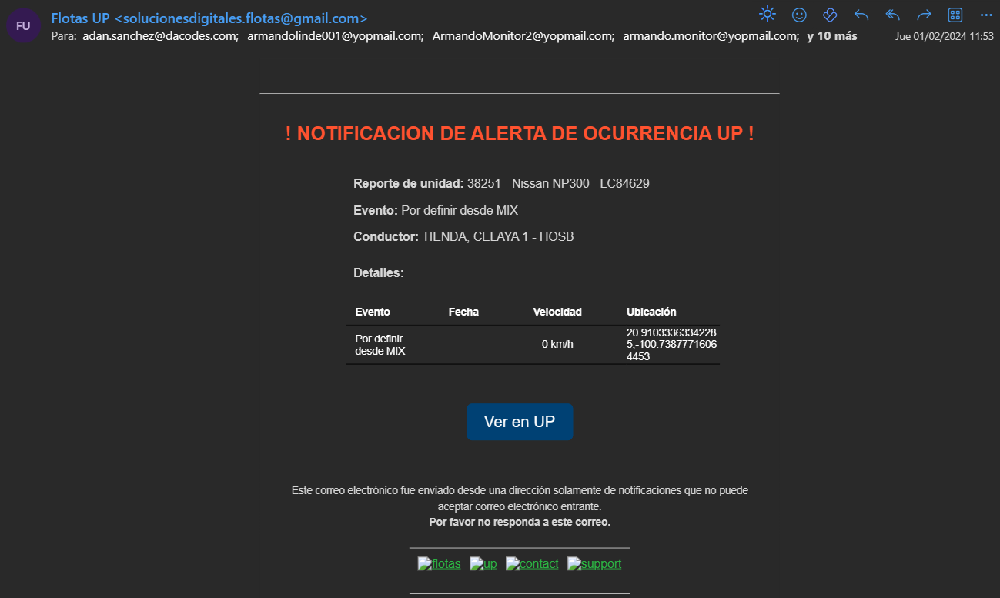 FU
Flotas UP <solucionesdigitales.flotas@gmail.com>
Para: adan.sanchez@dacodes.com; armandolinde001@yopmail.com; ArmandoMonitor2@yopmail.com; armando.monitor@yopmail.com; y 10 más
Jue 01/02/2024 11:53
! NOTIFICACION DE ALERTA DE OCURRENCIA UP !
Reporte de unidad: 38251 - Nissan NP300 - LC84629
Evento: Por definir desde MIX
Conductor: TIENDA, CELAYA 1 - HOSB
Detalles:
Evento Fecha Velocidad Ubicación
Por definir
desde MIX
0 km/h
20.9103336334228
5,-100.7387771606
4453
Ver en UP
Este correo electrónico fue enviado desde una dirección solamente de notificaciones que no puede
aceptar correo electrónico entrante.
Por favor no responda a este correo.
flotas up contact support